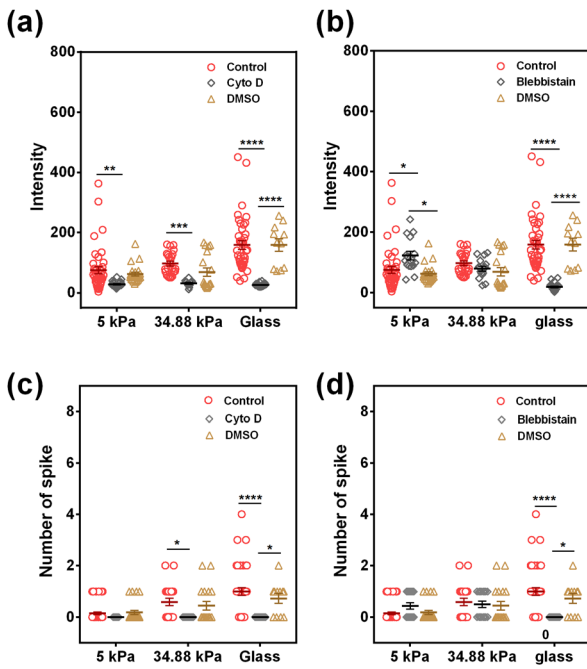 (a)
800
600
400
200
0
Intensity
Control
Cyto D
DMSO
**
***
****
****
5 kPa
34.88 kPa
Glass
(b)
800
600
400
200
0
Intensity
Control
Blebbistain
DMSO
*
*
****
****
5 kPa
34.88 kPa
glass
(c)
8
6
4
2
0
Number of spike
Control
Cyto D
DMSO
*
****
*
5 kPa
34.88 kPa
Glass
(d)
8
6
4
2
0
Number of spike
Control
Blebbistain
DMSO
****
*
0
5 kPa
34.88 kPa
glass